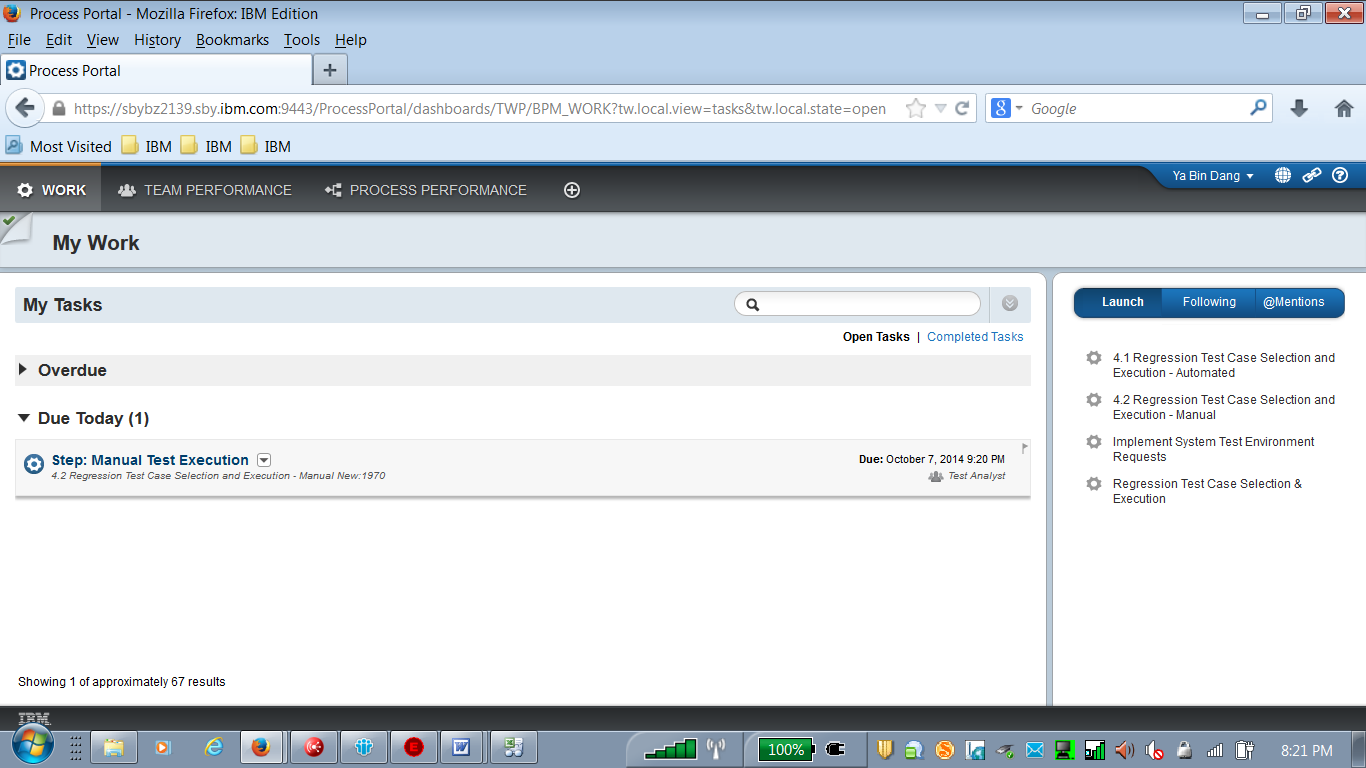 Process Portal - Mozilla Firefox: IBM Edition
File Edit View History Bookmarks Tools Help
Process Portal
https://sbybz2139.sby.ibm.com:9443/ProcessPortal/dashboards/TWP/BPM_WORK?tw.local.view=tasks&tw.local.state=open
Google
Most Visited IBM IBM IBM
WORK TEAM PERFORMANCE PROCESS PERFORMANCE Ya Bin Dang
My Work
My Tasks
Open Tasks | Completed Tasks
Overdue
Due Today (1)
Step: Manual Test Execution
4.2 Regression Test Case Selection and Execution - Manual New:1970
Due: October 7, 2014 9:20 PM
Test Analyst
Showing 1 of approximately 67 results
Launch Following @Mentions
4.1 Regression Test Case Selection and
Execution - Automated
4.2 Regression Test Case Selection and
Execution - Manual
Implement System Test Environment
Requests
Regression Test Case Selection &
Execution
IBM
100%
8:21 PM